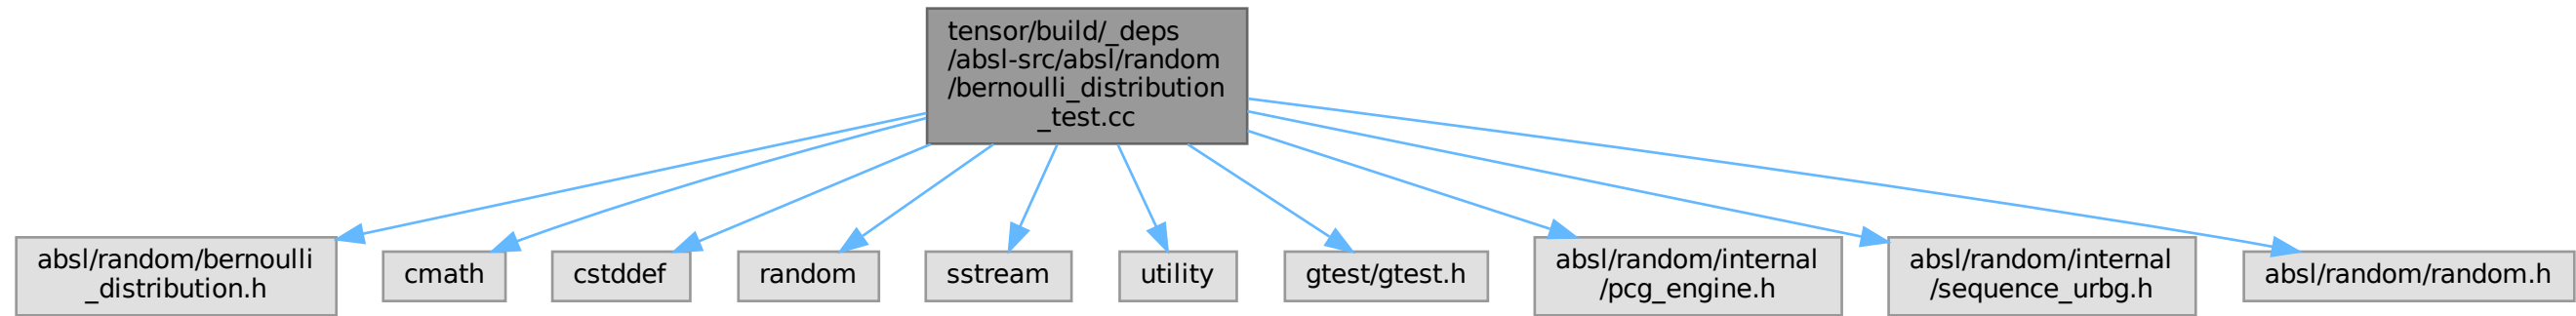 tensor/build/_deps
/absl-src/absl/random
/bernoulli_distribution
_test.cc
absl/random/bernoulli
_distribution.h
cmath
cstddef
random
sstream
utility
gtest/gtest.h
absl/random/internal
/pcg_engine.h
absl/random/internal
/sequence_urbg.h
absl/random/random.h